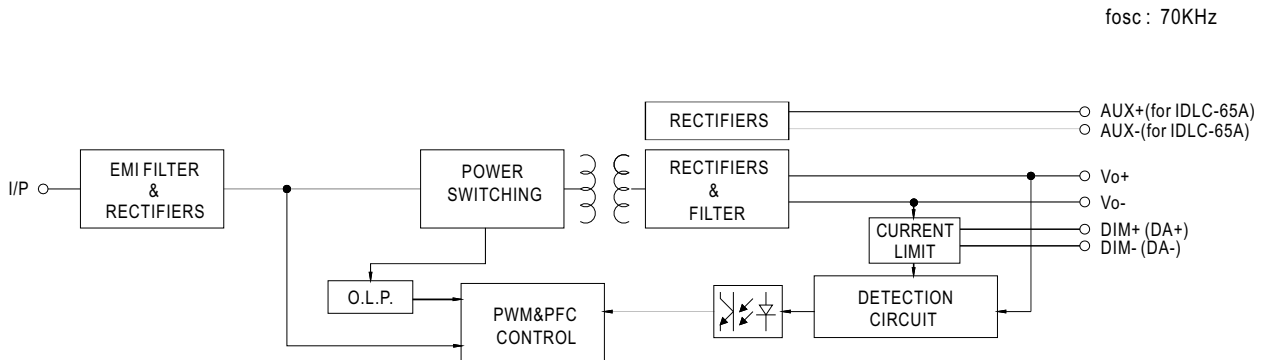 fosc : 70KHz
RECTIFIERS
AUX+(for IDLC-65A)
AUX-(for IDLC-65A)
I/P
EMI FILTER
&
RECTIFIERS
POWER
SWITCHING
RECTIFIERS
&
FILTER
Vo+
Vo-
CURRENT
LIMIT
DIM+ (DA+)
DIM- (DA-)
O.L.P.
PWM&PFC
CONTROL
DETECTION
CIRCUIT